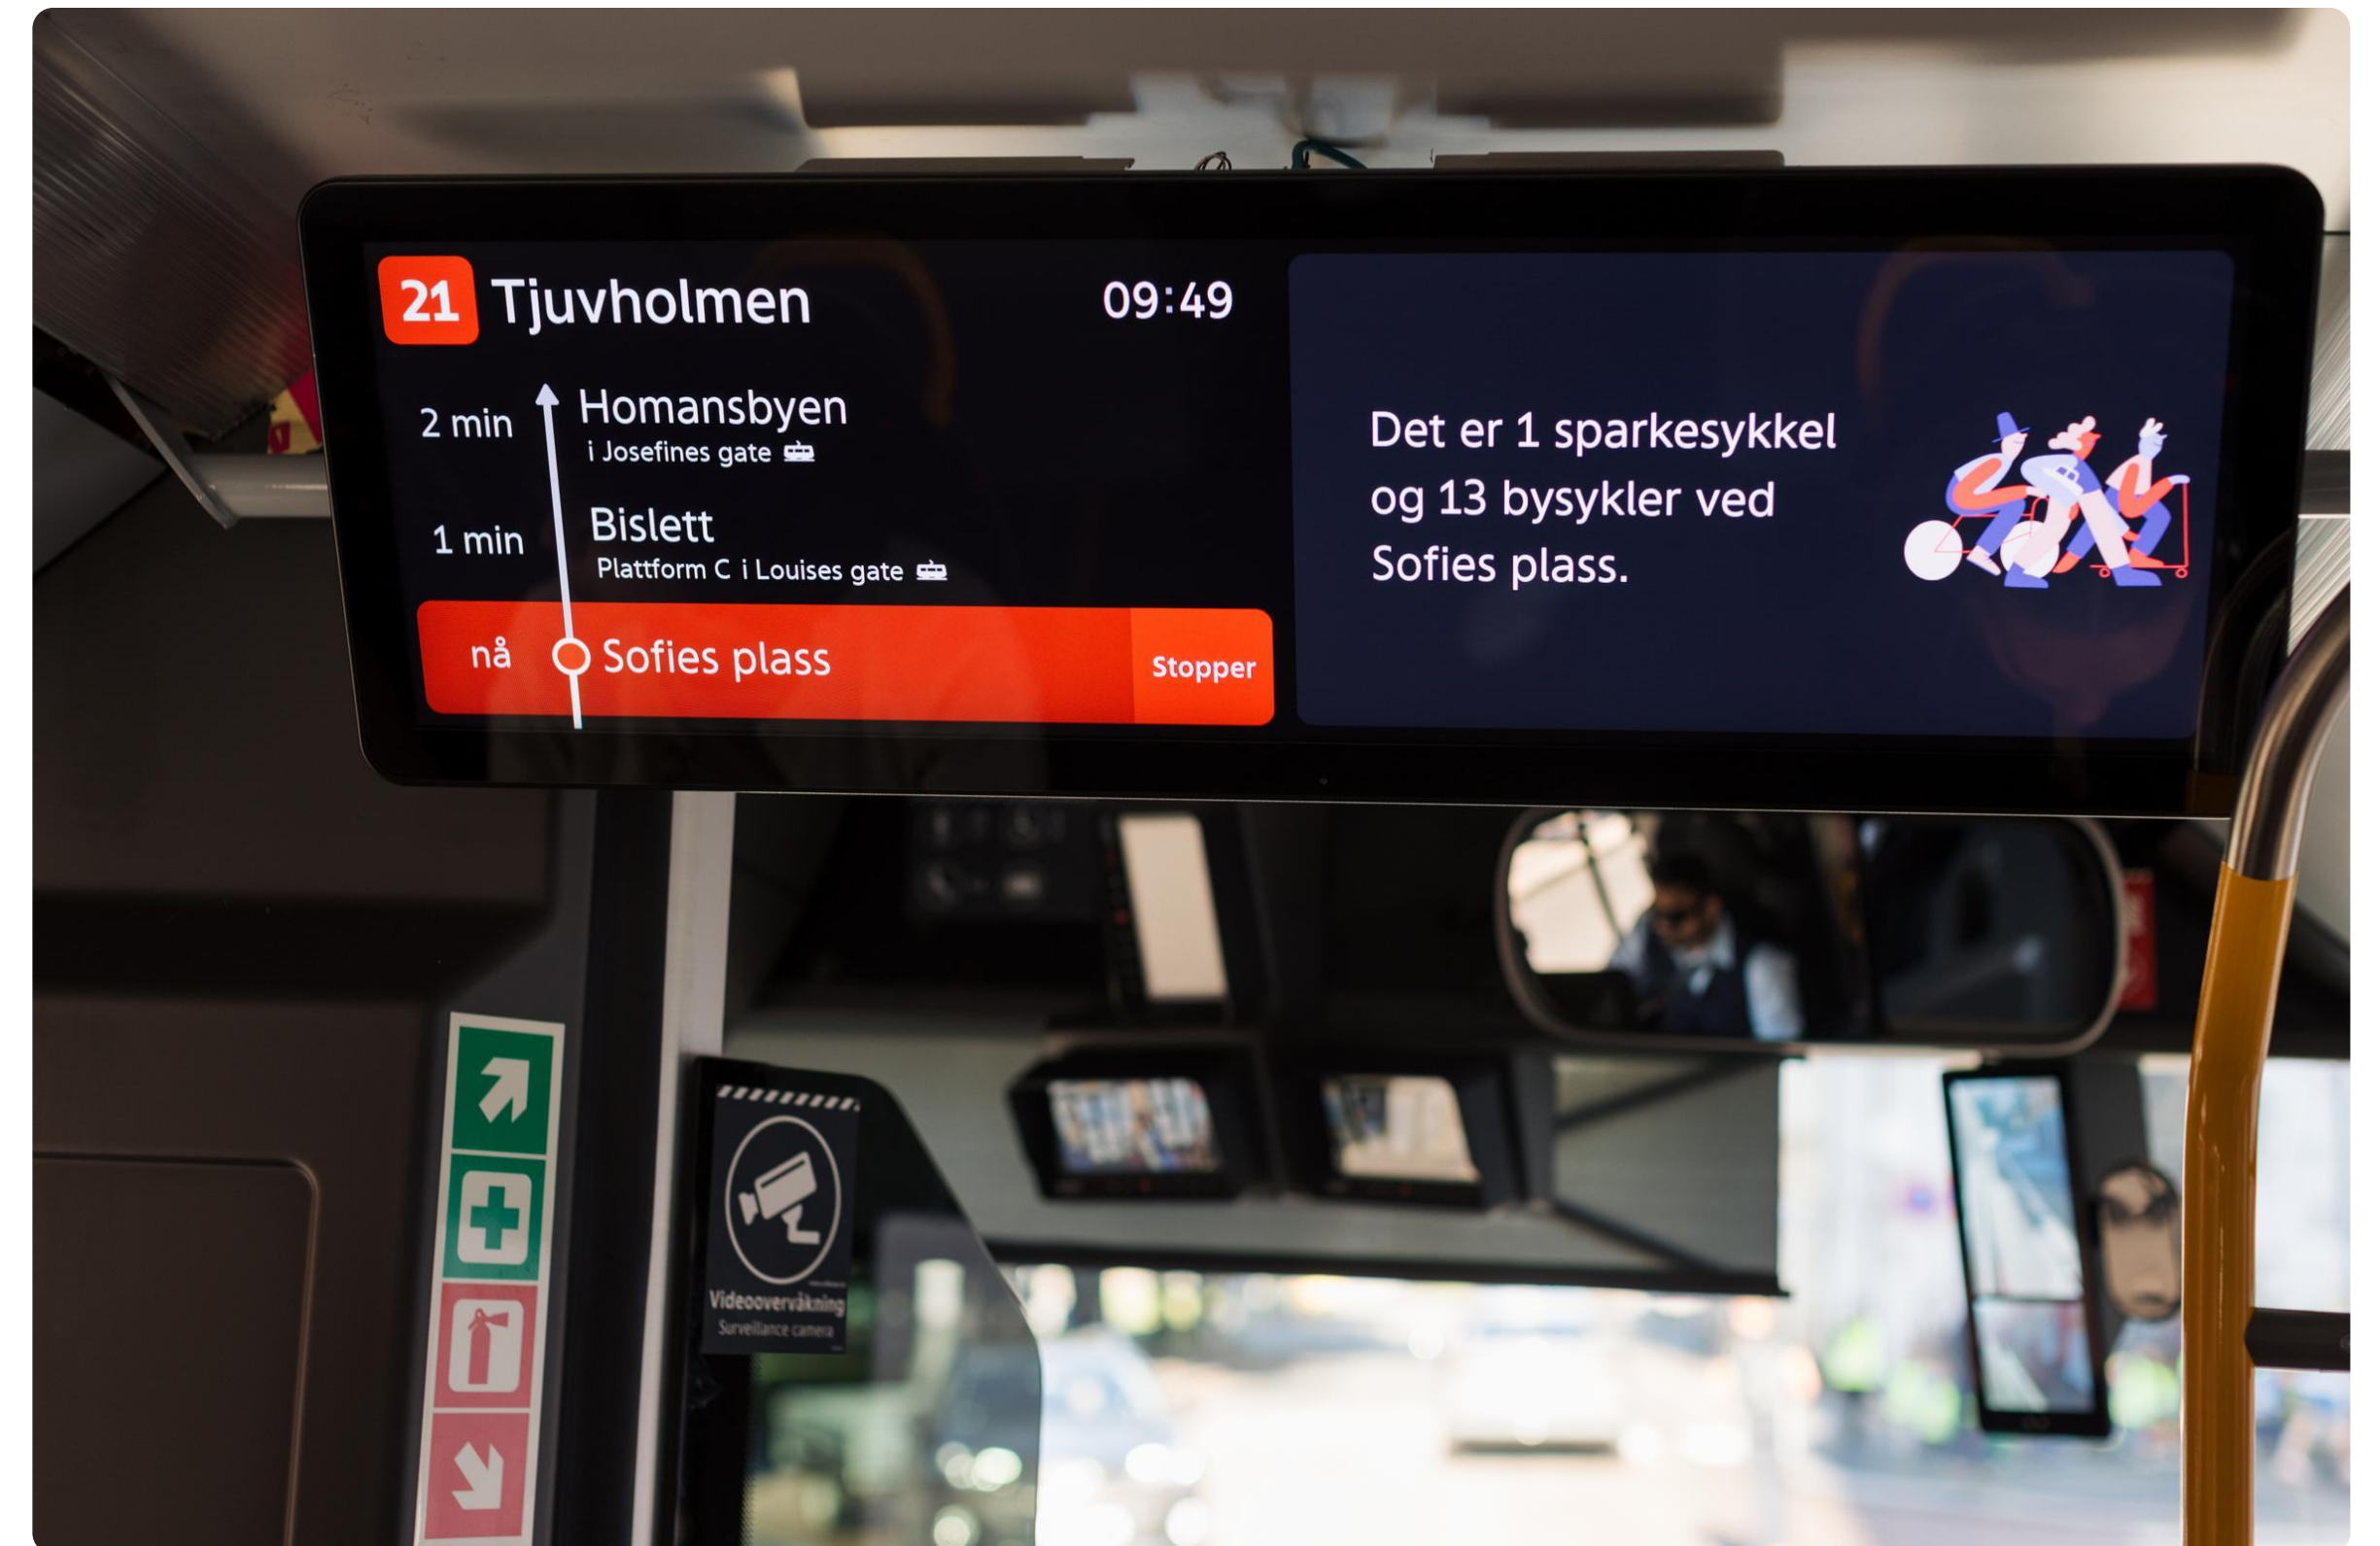 21 Tjuvholmen 09:49
2 min Homansbyen
i Josefines gate
1 min Bislett
Plattform C i Louises gate
nå Sofies plass Stopper
Det er 1 sparkesykkel
og 13 bysykler ved
Sofies plass.
Videoovervåkning
Surveillance camera